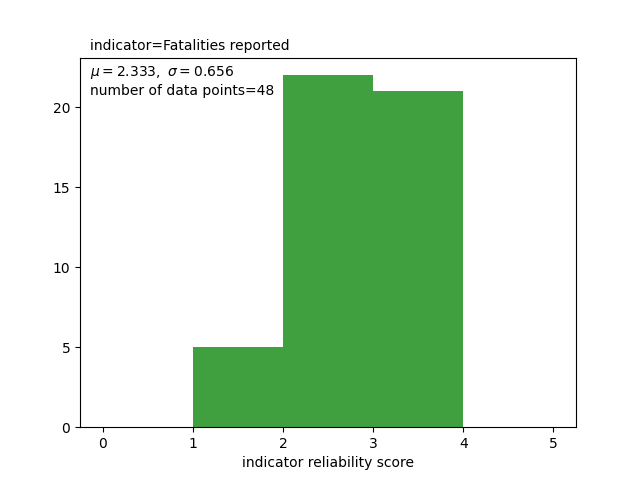 indicator=Fatalities reported
μ = 2.333, σ = 0.656
number of data points=48
20
15
10
5
0
0 1 2 3 4 5
indicator reliability score